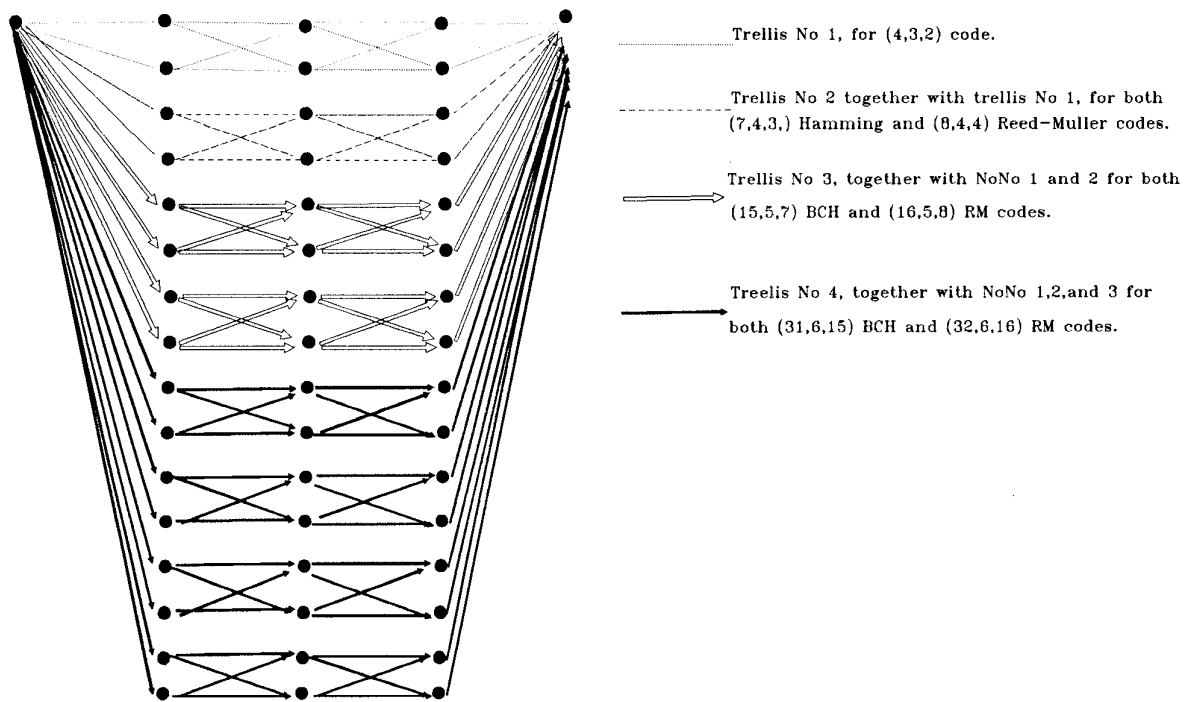 Trellis No 1, for (4,3,2) code.
Trellis No 2 together with trellis No 1, for both
(7,4,3,) Hamming and (8,4,4) Reed-Muller codes.
Trellis No 3, together with NoNo 1 and 2 for both
(15,5,7) BCH and (16,5,8) RM codes.
Treelis No 4, together with NoNo 1,2,and 3 for
both (31,6,15) BCH and (32,6,16) RM codes.